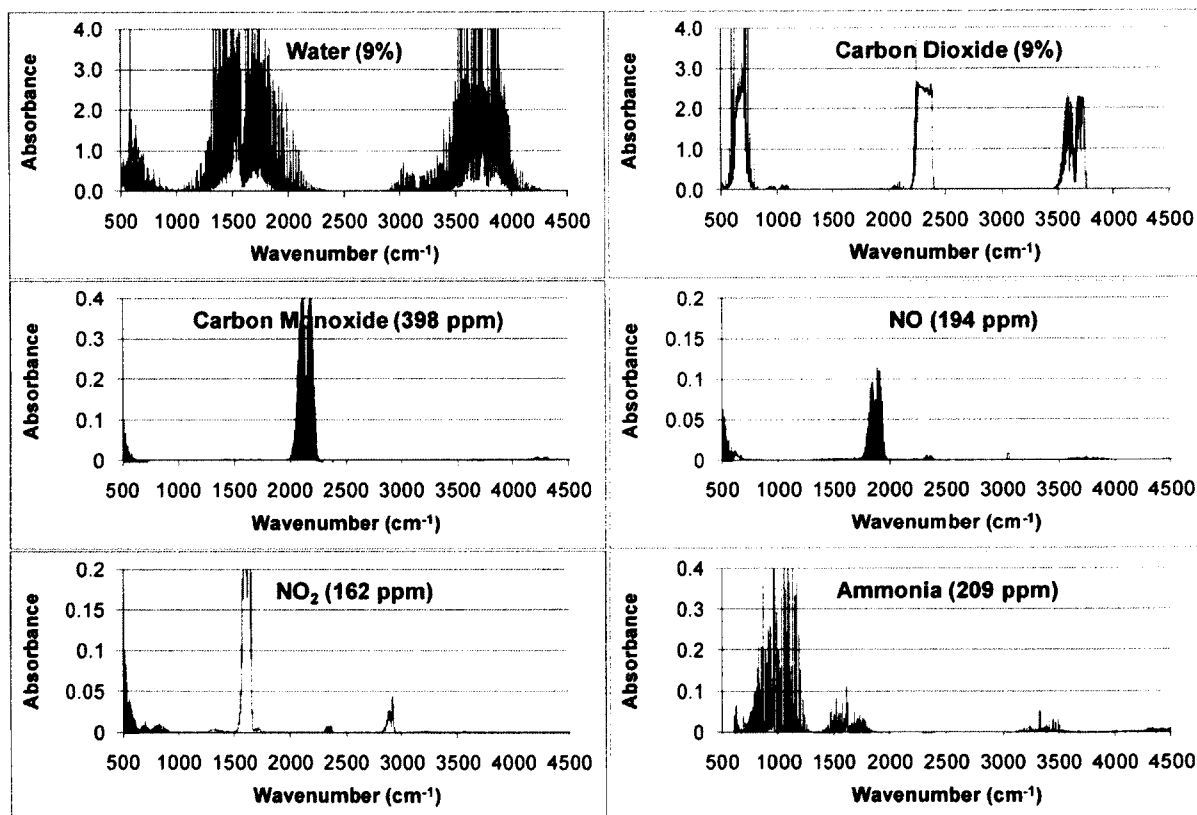 Water (9%)
Absorbance
4.0
3.0
2.0
1.0
0.0
500 1000 1500 2000 2500 3000 3500 4000 4500
Wavenumber (cm-1)
Carbon Dioxide (9%)
Absorbance
4.0
3.0
2.0
1.0
0.0
500 1000 1500 2000 2500 3000 3500 4000 4500
Wavenumber (cm-1)
Carbon Monoxide (398 ppm)
Absorbance
0.4
0.3
0.2
0.1
0
500 1000 1500 2000 2500 3000 3500 4000 4500
Wavenumber (cm-1)
NO (194 ppm)
Absorbance
0.2
0.15
0.1
0.05
0
500 1000 1500 2000 2500 3000 3500 4000 4500
Wavenumber (cm-1)
NO2 (162 ppm)
Absorbance
0.2
0.15
0.1
0.05
0
500 1000 1500 2000 2500 3000 3500 4000 4500
Wavenumber (cm-1)
Ammonia (209 ppm)
Absorbance
0.4
0.3
0.2
0.1
0
500 1000 1500 2000 2500 3000 3500 4000 4500
Wavenumber (cm-1)